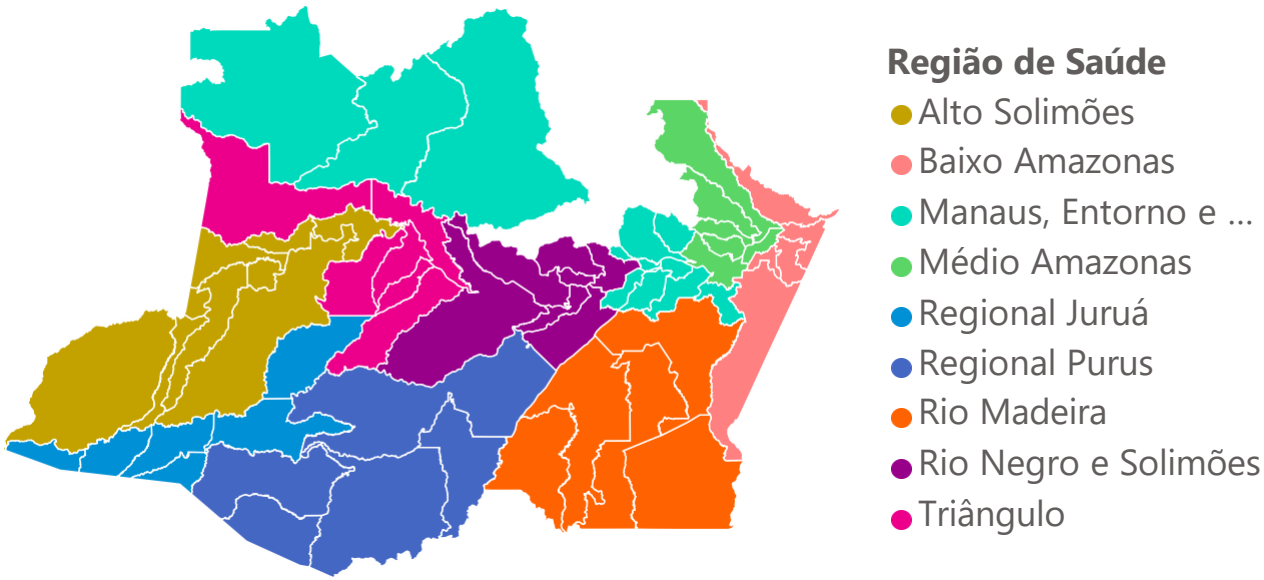 Região de Saúde
Alto Solimões
Baixo Amazonas
Manaus, Entorno e ...
Médio Amazonas
Regional Juruá
Regional Purus
Rio Madeira
Rio Negro e Solimões
Triângulo